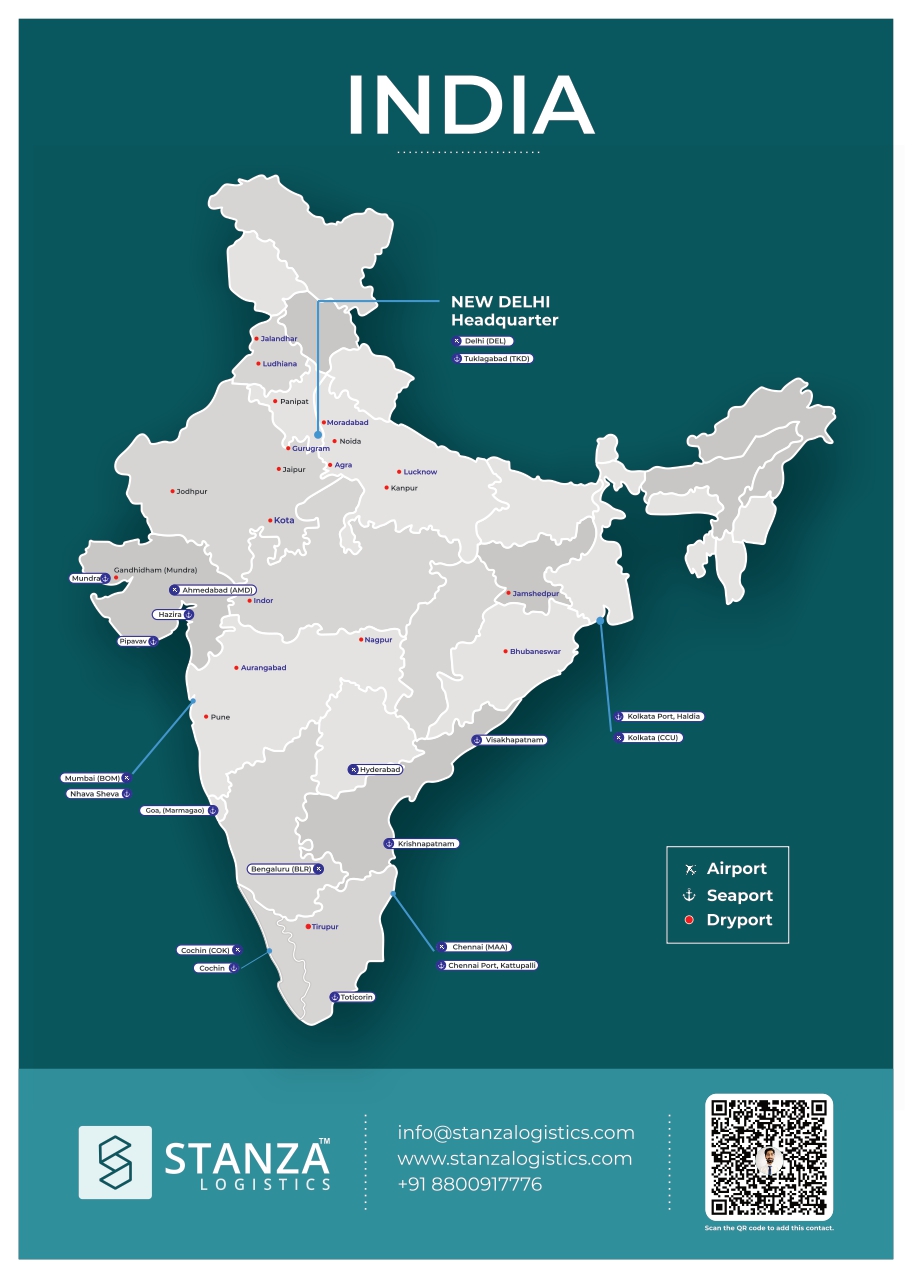 INDIA
NEW DELHI
Headquarter
Delhi (DEL)
Tuklagabad (TKD)
Jalandhar
Ludhiana
Panipat
Moradabad
Noida
Gurugram
Agra
Jaipur
Lucknow
Kanpur
Jodhpur
Kota
Gandhidham (Mundra)
Mundra
Ahmedabad (AMD)
Indor
Jamshedpur
Hazira
Pipavav
Nagpur
Bhubaneswar
Aurangabad
Pune
Kolkata Port, Haldia
Kolkata (CCU)
Visakhapatnam
Hyderabad
Mumbai (BOM)
Nhava Sheva
Goa, (Marmagao)
Krishnapatnam
Bengaluru (BLR)
Airport
Seaport
Dryport
Tirupur
Cochin (COK)
Cochin
Chennai (MAA)
Chennai Port, Kattupalli
Toticorin
STANZA™
LOGISTICS
info@stanzalogistics.com
www.stanzalogistics.com
+91 8800917776
Scan the QR code to add this contact.